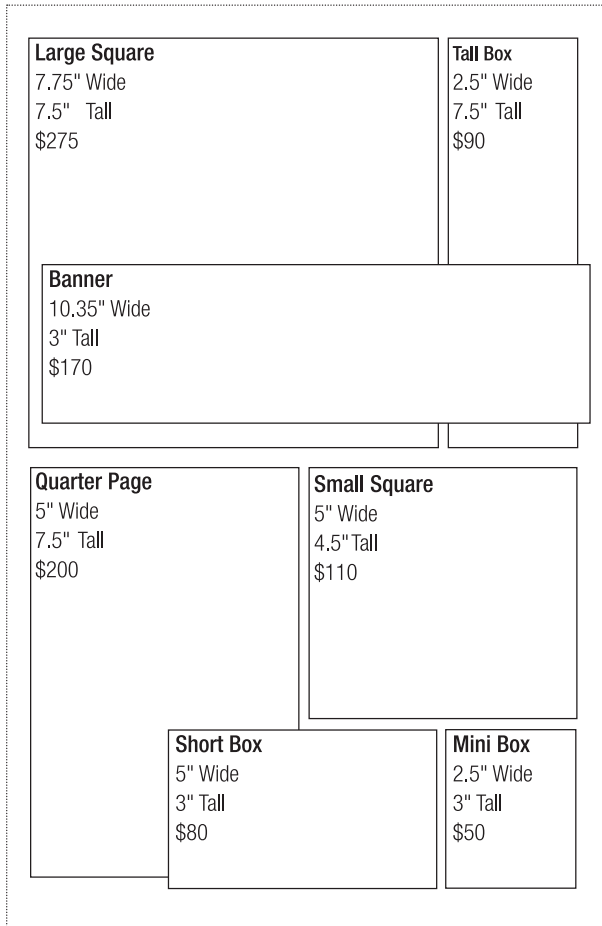 Large Square
7.75" Wide
7.5" Tall
$275
Tall Box
2.5" Wide
7.5" Tall
$90
Banner
10.35" Wide
3" Tall
$170
Quarter Page
5" Wide
7.5" Tall
$200
Small Square
5" Wide
4.5" Tall
$110
Short Box
5" Wide
3" Tall
$80
Mini Box
2.5" Wide
3" Tall
$50